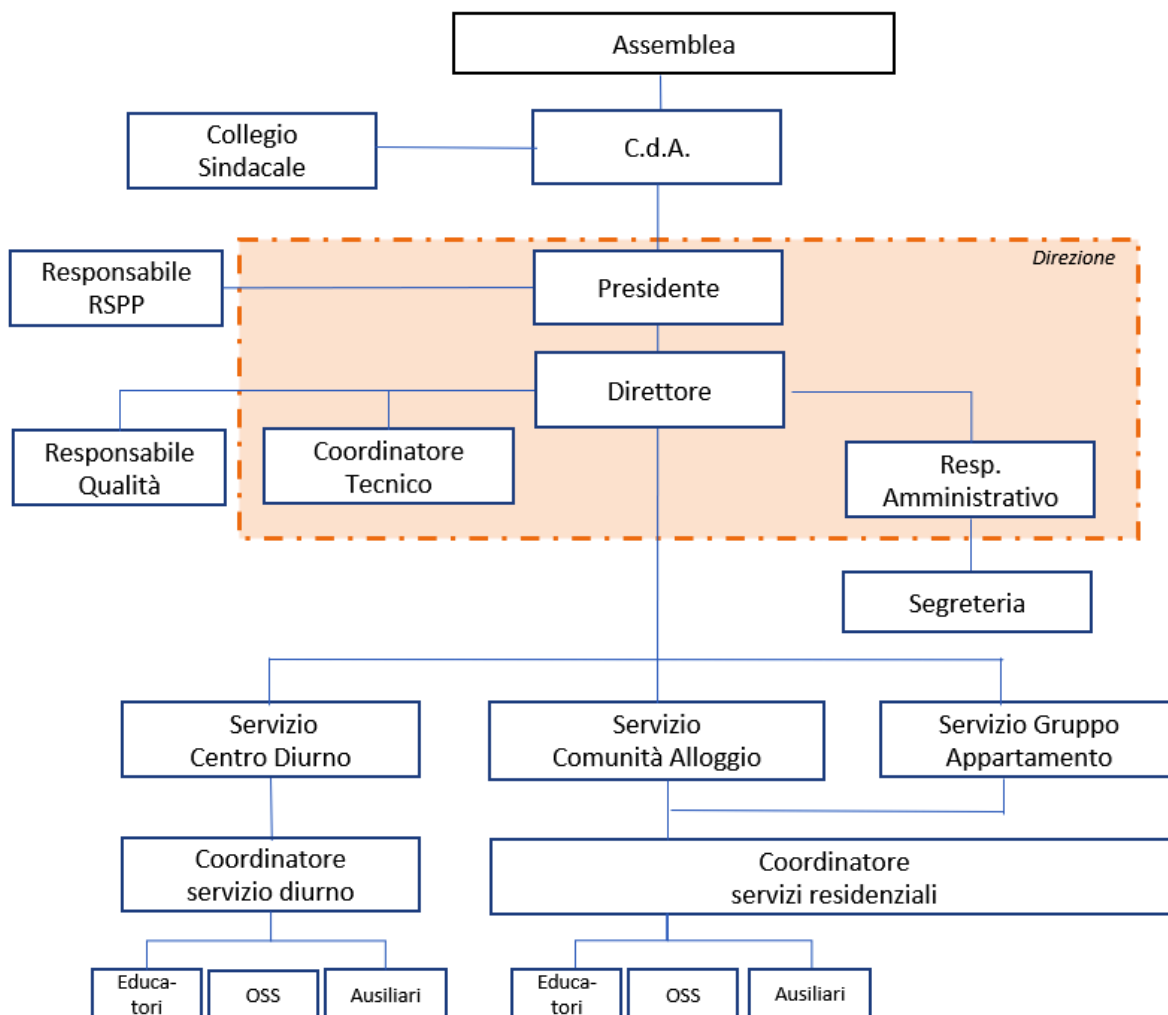 Assemblea
Collegio
Sindacale
C.d.A.
Direzione
Responsabile
RSPP
Presidente
Direttore
Responsabile
Qualità
Coordinatore
Tecnico
Resp.
Amministrativo
Segreteria
Servizio
Centro Diurno
Servizio
Comunità Alloggio
Servizio Gruppo
Appartamento
Coordinatore
servizio diurno
Coordinatore
servizi residenziali
Educa-
tori
OSS
Ausiliari
Educa-
tori
OSS
Ausiliari